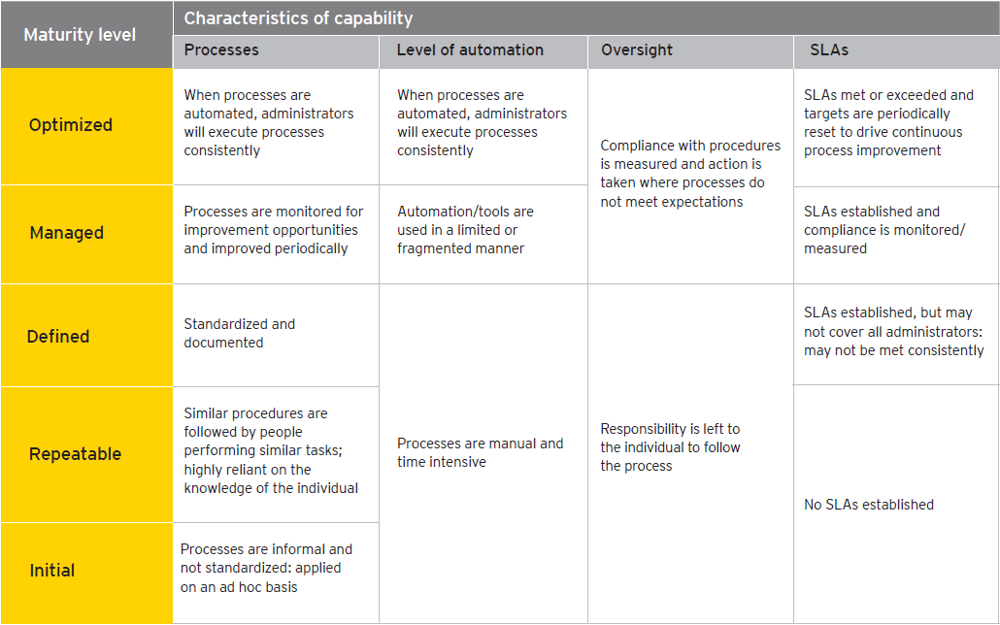 Maturity level
Characteristics of capability
Processes
Level of automation
Oversight
SLAs
Optimized
When processes are
automated, administrators
will execute processes
consistently
When processes are
automated, administrators
will execute processes
consistently
Compliance with procedures
is measured and action is
taken where processes do
not meet expectations
SLAs met or exceeded and
targets are periodically
reset to drive continuous
process improvement
Managed
Processes are monitored for
improvement opportunities
and improved periodically
Automation/tools are
used in a limited or
fragmented manner
SLAs established and
compliance is monitored/
measured
Defined
Standardized and
documented
SLAs established, but may
not cover all administrators:
may not be met consistently
Repeatable
Similar procedures are
followed by people
performing similar tasks;
highly reliant on the
knowledge of the individual
Processes are manual and
time intensive
Responsibility is left to
the individual to follow
the process
No SLAs established
Initial
Processes are informal and
not standardized: applied
on an ad hoc basis